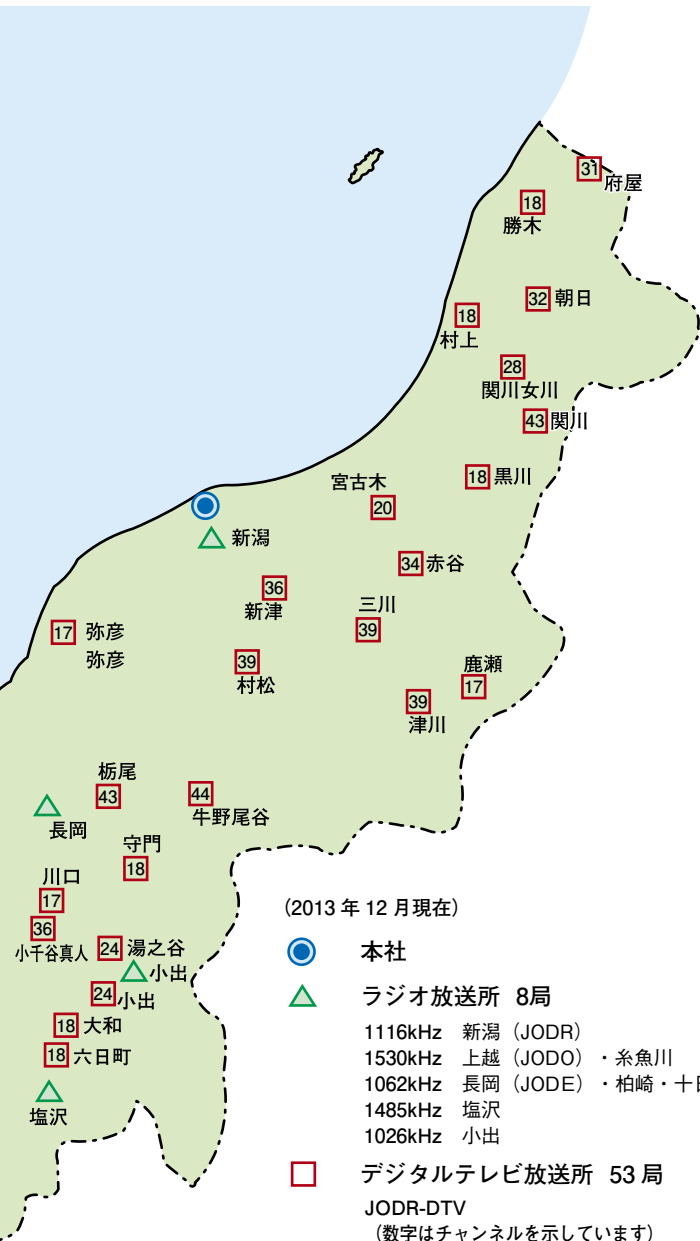 31
府屋
18
勝木
32 朝日
18
村上
28
関川女川
43 関川
18 黒川
宮古木
20
新潟
34 赤谷
36
新津
三川
39
17 弥彦
弥彦
39
村松
鹿瀬
17
39
津川
栃尾
43
44
牛野尾谷
長岡
守門
18
川口
17
36
小千谷真人
24 湯之谷
小出
24 小出
18 大和
18 六日町
塩沢
(2013 年 12 月現在)
本社
ラジオ放送所 8局
1116kHz 新潟(JODR)
1530kHz 上越(JODO)・糸魚川
1062kHz 長岡(JODE)・柏崎・十
1485kHz 塩沢
1026kHz 小出
デジタルテレビ放送所 53 局
JODR-DTV
(数字はチャンネルを示しています)